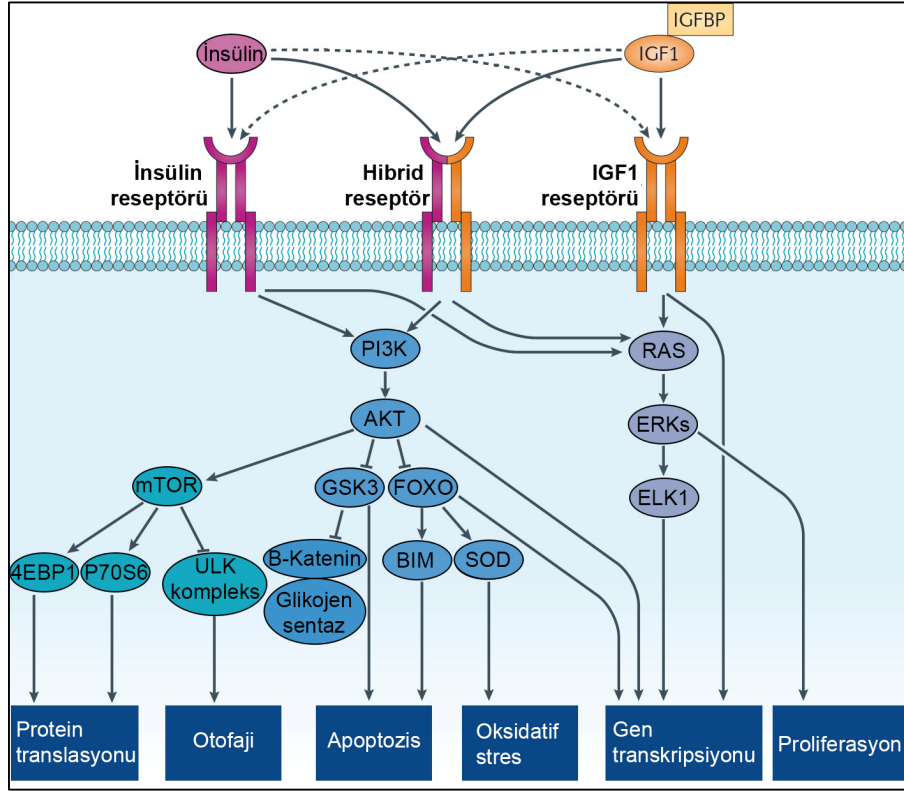 IGFBP
İnsülin
IGF1
İnsülin
reseptörü
Hibrid
reseptör
IGF1
reseptörü
PI3K
RAS
AKT
ERKs
mTOR
GSK3
FOXO
ELK1
4EBP1
P70S6
ULK
kompleks
B-Katenin
Glikojen
sentaz
BIM
SOD
Protein
translasyonu
Otofaji
Apoptozis
Oksidatif
stres
Gen
transkripsiyonu
Proliferasyon